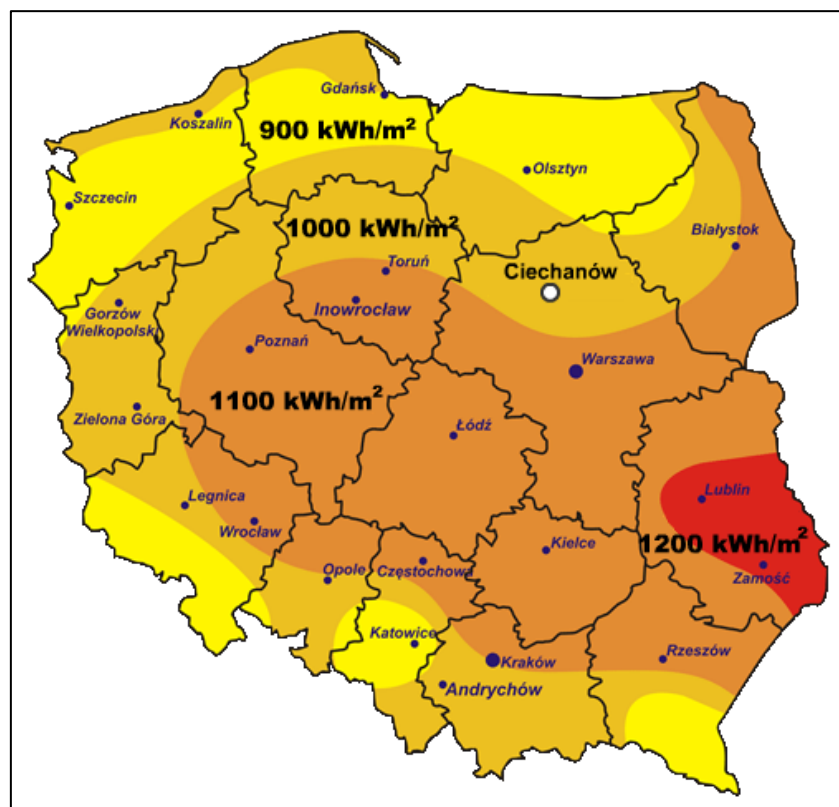 Gdańsk
Koszalin
900 kWh/m²
Olsztyn
Szczecin
1000 kWh/m²
Białystok
Toruń
Ciechanów
Gorzów
Wielkopolski
Inowrocław
Poznań
Warszawa
1100 kWh/m²
Zielona Góra
Łódź
Legnica
Lublin
Wrocław
1200 kWh/m²
Kielce
Opole
Częstochowa
Zamość
Katowice
Kraków
Rzeszów
Andrychów